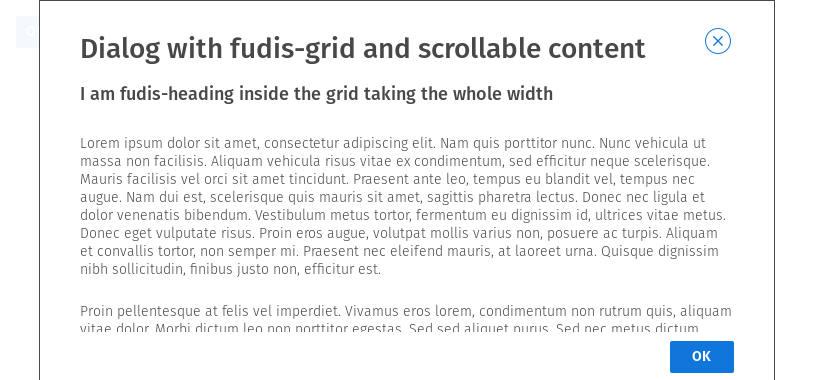 Dialog with fudis-grid and scrollable content
I am fudis-heading inside the grid taking the whole width
Lorem ipsum dolor sit amet, consectetur adipiscing elit. Nam quis porttitor nunc. Nunc vehicula ut
massa non facilisis. Aliquam vehicula risus vitae ex condimentum, sed efficitur neque scelerisque.
Mauris facilisis vel orci sit amet tincidunt. Praesent ante leo, tempus eu blandit vel, tempus nec
augue. Nam dui est, scelerisque quis mauris sit amet, sagittis pharetra lectus. Donec nec ligula et
dolor venenatis bibendum. Vestibulum metus tortor, fermentum eu dignissim id, ultrices vitae metus.
Donec eget vulputate risus. Proin eros augue, volutpat mollis varius non, posuere ac turpis. Aliquam
et convallis tortor, non semper mi. Praesent nec eleifend mauris, at laoreet urna. Quisque dignissim
nibh sollicitudin, finibus justo non, efficitur est.
Proin pellentesque at felis vel imperdiet. Vivamus eros lorem, condimentum non rutrum quis, aliquam
vitae dolor. Morbi dictum leo non porttitor egestas. Sed sed aliquet purus. Sed nec metus dictum
OK